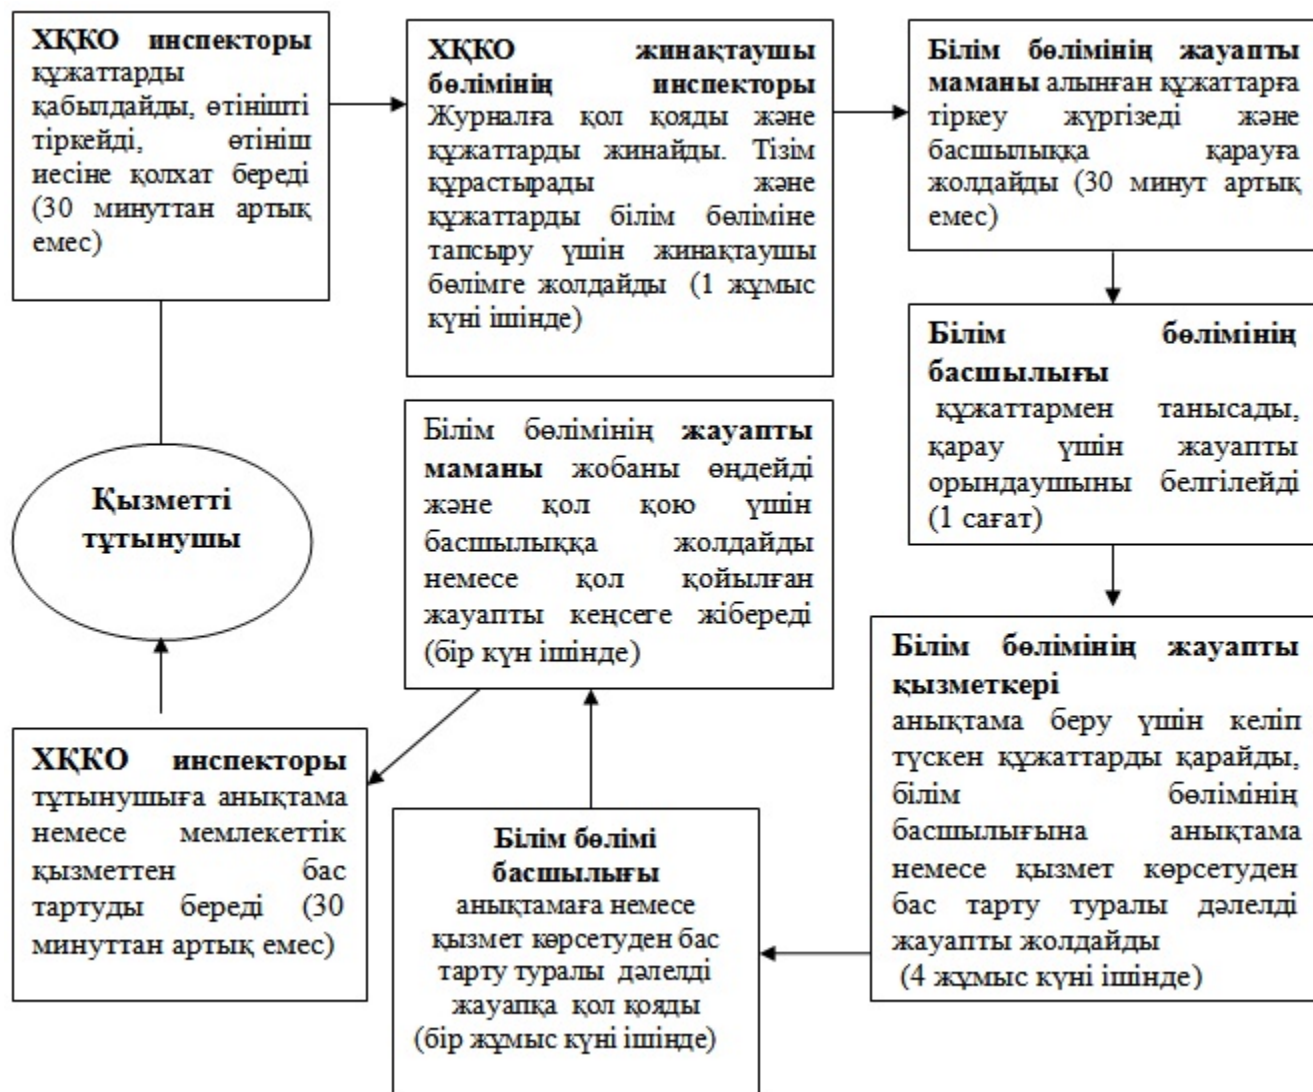 ХҚКО инспекторы
құжаттарды
қабылдайды, өтінішті
тіркейді, өтініш
иесіне қолхат береді
(30 минуттан артық
емес)
ХҚКО жинақтаушы
бөлімінің инспекторы
Журналға қол қояды және
құжаттарды жинайды. Тізім
құрастырады және
құжаттарды білім бөліміне
тапсыру үшін жинақтаушы
бөлімге жолдайды (1 жұмыс
күні ішінде)
Білім бөлімінің жауапты
маманы алынған құжаттарға
тіркеу жүргізеді және
басшылыққа қарауға
жолдайды (30 минут артық
емес)
Білім бөлімінің
басшылығы
құжаттармен танысады,
қарау үшін жауапты
орындаушыны белгілейді
(1 сағат)
Білім бөлімінің жауапты
қызметкері
анықтама беру үшін келіп
түскен құжаттарды қарайды,
білім бөлімінің
басшылығына анықтама
немесе қызмет көрсетуден
бас тарту туралы дәлелді
жауапты жолдайды
(4 жұмыс күні ішінде)
Білім бөлімі
басшылығы
анықтамаға немесе
қызмет көрсетуден бас
тарту туралы дәлелді
жауапқа қол қояды
(бір жұмыс күні ішінде)
Білім бөлімінің жауапты
маманы жобаны өңдейді
және қол қою үшін
басшылыққа жолдайды
немесе қол қойылған
жауапты кеңсеге жібереді
(бір күн ішінде)
ХҚКО инспекторы
тұтынушыға анықтама
немесе мемлекеттік
қызметтен бас
тартуды береді (30
минуттан артық емес)
Қызметті
тұтынушы